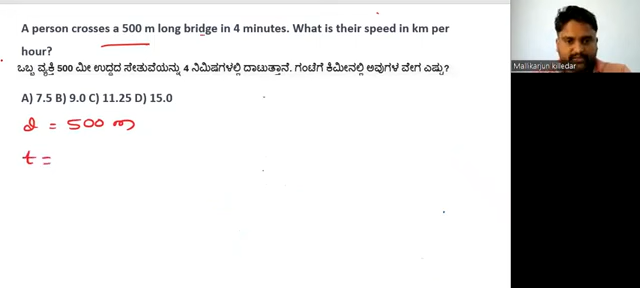 A person crosses a 500 m long bridge in 4 minutes. What is their speed in km per
hour?
ಒಬ್ಬ ವ್ಯಕ್ತಿ 500 ಮೀ ಉದ್ದದ ಸೇತುವೆಯನ್ನು 4 ನಿಮಿಷಗಳಲ್ಲಿ ದಾಟುತ್ತಾನೆ. ಗಂಟೆಗೆ ಕಿಮೀನಲ್ಲಿ ಅವುಗಳ ವೇಗ ಎಷ್ಟು?
A) 7.5 B) 9.0 C) 11.25 D) 15.0
d = 500 m
t =
Mallikarjun killedar